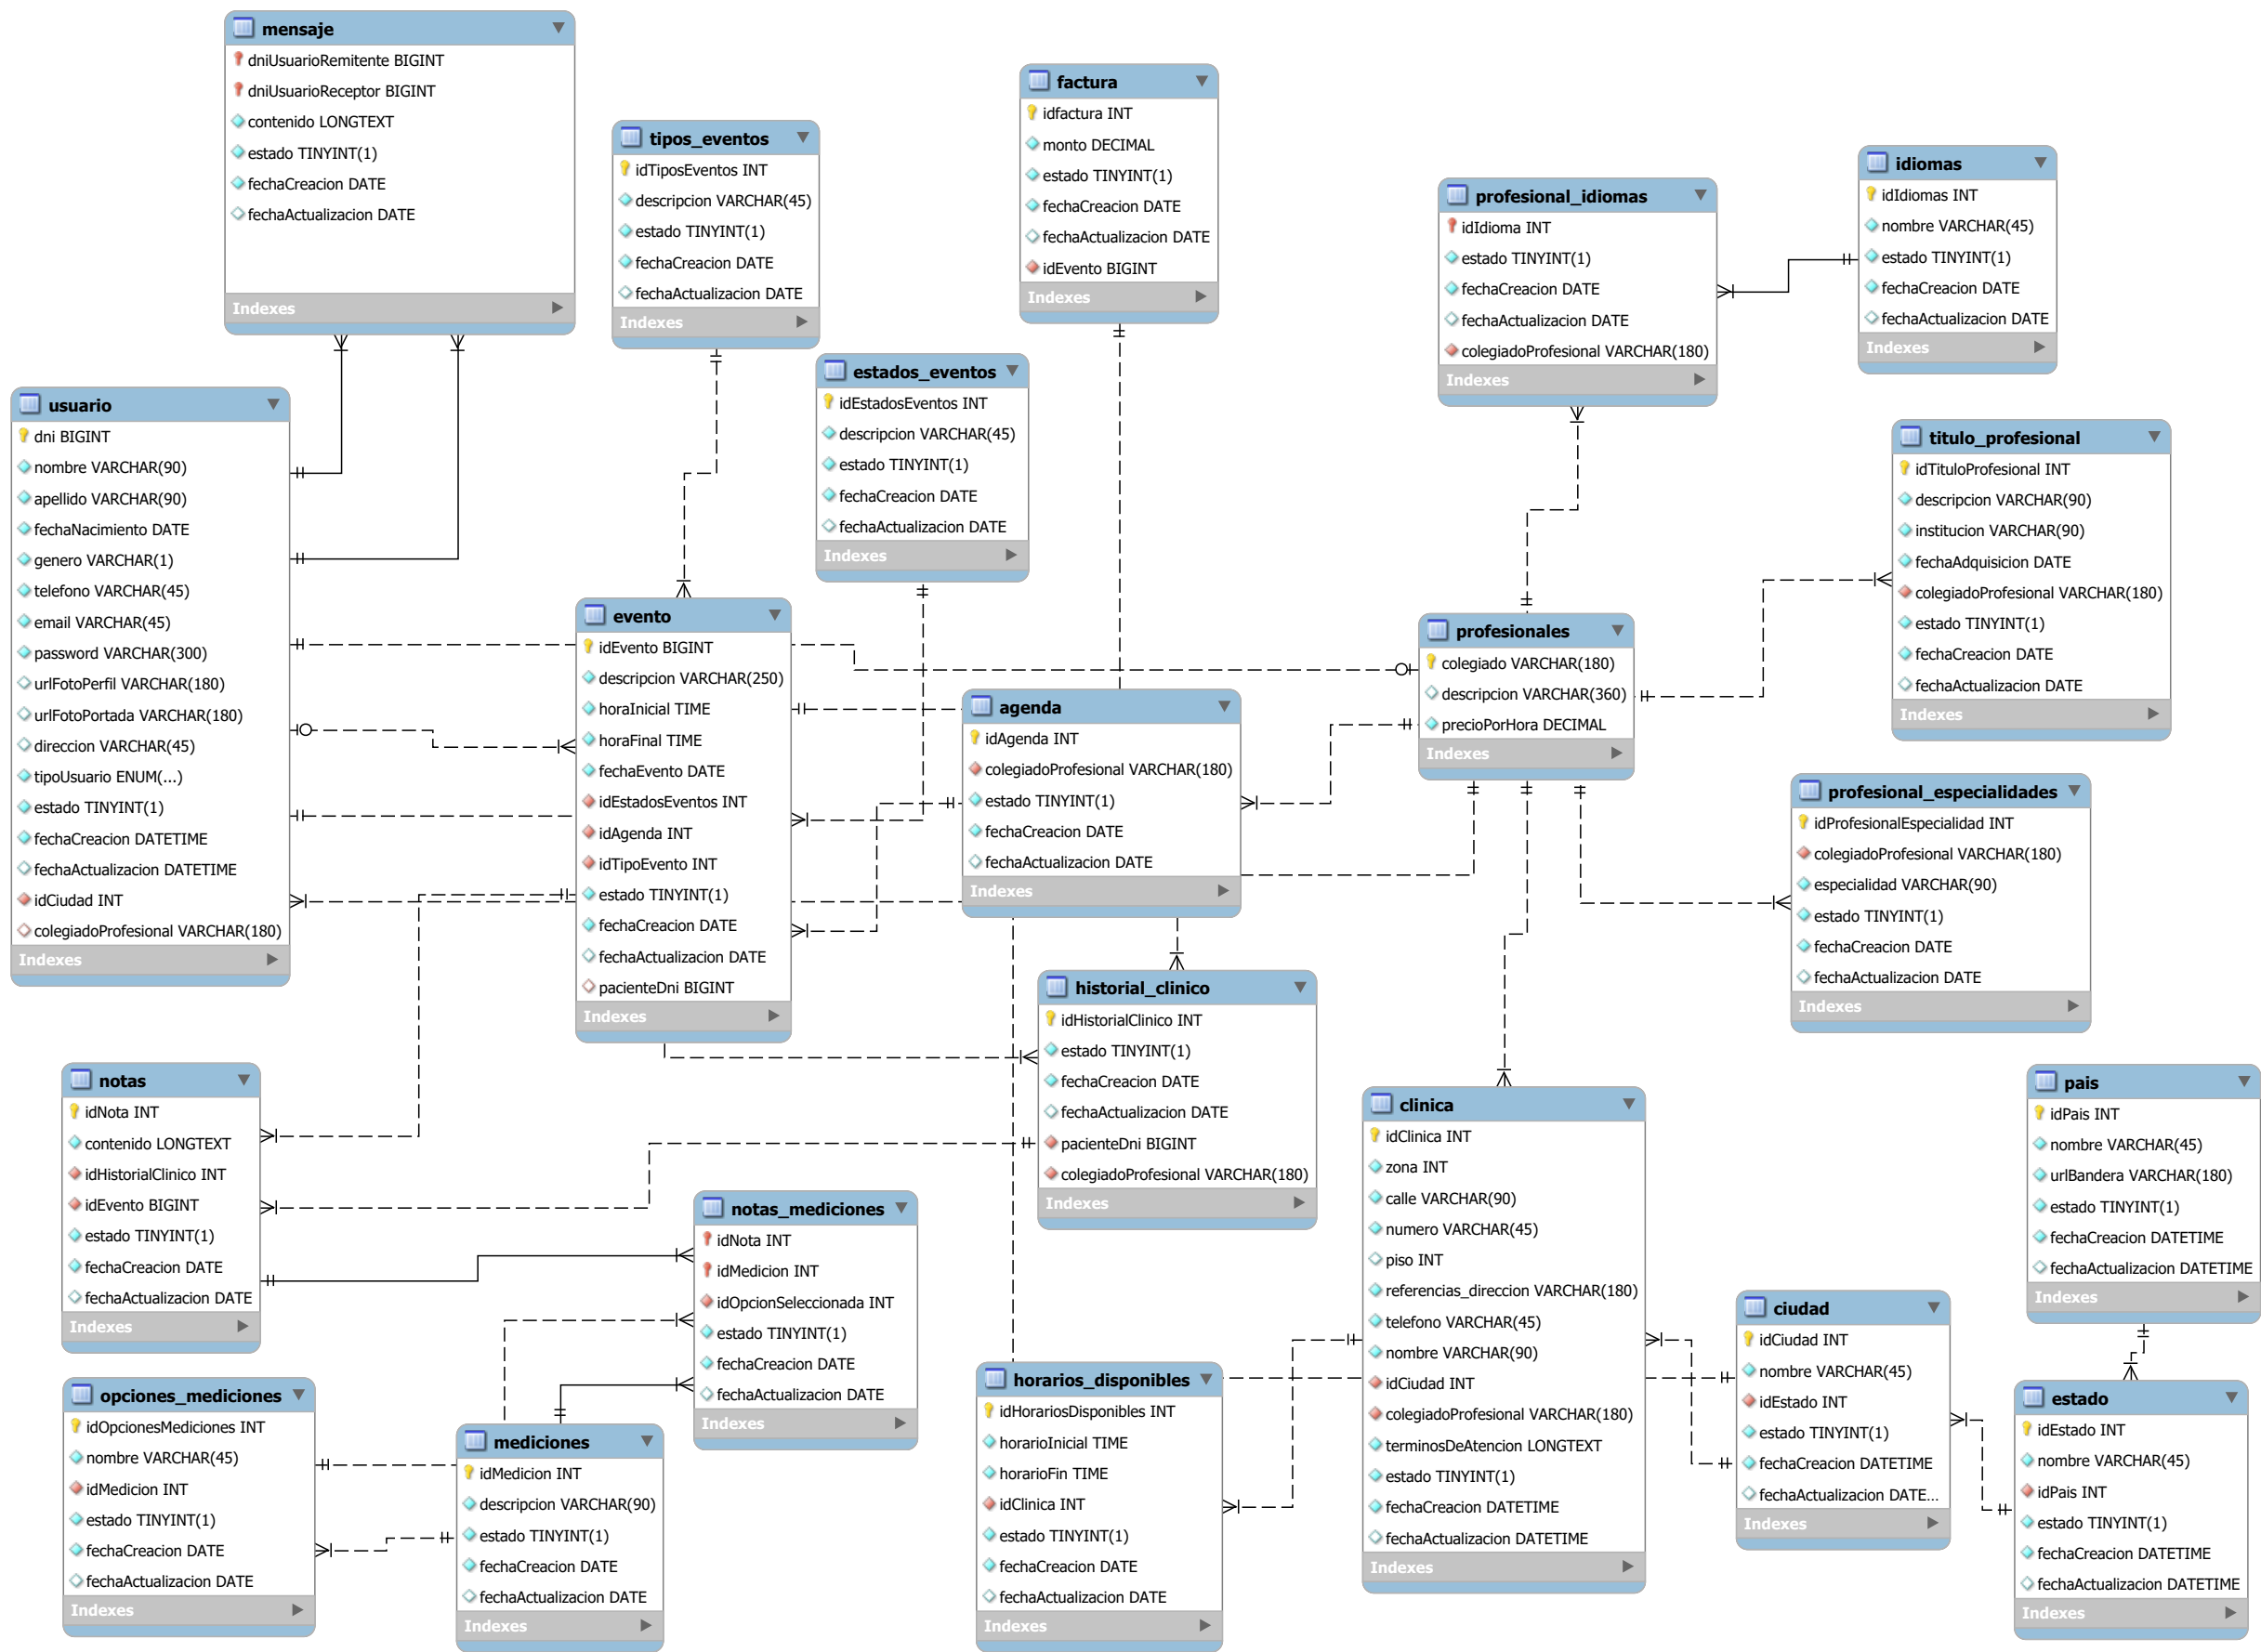 mensaje
dniUsuarioRemitente BIGINT
dniUsuarioReceptor BIGINT
contenido LONGTEXT
estado TINYINT(1)
fechaCreacion DATE
fechaActualizacion DATE
Indexes
tipos_eventos
idTiposEventos INT
descripcion VARCHAR(45)
estado TINYINT(1)
fechaCreacion DATE
fechaActualizacion DATE
Indexes
factura
idfactura INT
monto DECIMAL
estado TINYINT(1)
fechaCreacion DATE
fechaActualizacion DATE
idEvento BIGINT
Indexes
profesional_idiomas
idIdioma INT
estado TINYINT(1)
fechaCreacion DATE
fechaActualizacion DATE
colegiadoProfesional VARCHAR(180)
Indexes
idiomas
idIdiomas INT
nombre VARCHAR(45)
estado TINYINT(1)
fechaCreacion DATE
fechaActualizacion DATE
Indexes
usuario
dni BIGINT
nombre VARCHAR(90)
apellido VARCHAR(90)
fechaNacimiento DATE
genero VARCHAR(1)
telefono VARCHAR(45)
email VARCHAR(45)
password VARCHAR(300)
urlFotoPerfil VARCHAR(180)
urlFotoPortada VARCHAR(180)
direccion VARCHAR(45)
tipoUsuario ENUM(...)
estado TINYINT(1)
fechaCreacion DATETIME
fechaActualizacion DATETIME
idCiudad INT
colegiadoProfesional VARCHAR(180)
Indexes
estados_eventos
idEstadosEventos INT
descripcion VARCHAR(45)
estado TINYINT(1)
fechaCreacion DATE
fechaActualizacion DATE
Indexes
titulo_profesional
idTituloProfesional INT
descripcion VARCHAR(90)
institucion VARCHAR(90)
fechaAdquisicion DATE
colegiadoProfesional VARCHAR(180)
estado TINYINT(1)
fechaCreacion DATE
fechaActualizacion DATE
Indexes
evento
idEvento BIGINT
descripcion VARCHAR(250)
horaInicial TIME
horaFinal TIME
fechaEvento DATE
idEstadosEventos INT
idAgenda INT
idTipoEvento INT
estado TINYINT(1)
fechaCreacion DATE
fechaActualizacion DATE
pacienteDni BIGINT
Indexes
profesionales
colegiado VARCHAR(180)
descripcion VARCHAR(360)
precioPorHora DECIMAL
Indexes
agenda
idAgenda INT
colegiadoProfesional VARCHAR(180)
estado TINYINT(1)
fechaCreacion DATE
fechaActualizacion DATE
Indexes
profesional_especialidades
idProfesionalEspecialidad INT
colegiadoProfesional VARCHAR(180)
especialidad VARCHAR(90)
estado TINYINT(1)
fechaCreacion DATE
fechaActualizacion DATE
Indexes
historial_clinico
idHistorialClinico INT
estado TINYINT(1)
fechaCreacion DATE
fechaActualizacion DATE
pacienteDni BIGINT
colegiadoProfesional VARCHAR(180)
Indexes
notas
idNota INT
contenido LONGTEXT
idHistorialClinico INT
idEvento BIGINT
estado TINYINT(1)
fechaCreacion DATE
fechaActualizacion DATE
Indexes
clinica
idClinica INT
zona INT
calle VARCHAR(90)
numero VARCHAR(45)
piso INT
referencias_direccion VARCHAR(180)
telefono VARCHAR(45)
nombre VARCHAR(90)
idCiudad INT
colegiadoProfesional VARCHAR(180)
terminosDeAtencion LONGTEXT
estado TINYINT(1)
fechaCreacion DATETIME
fechaActualizacion DATETIME
Indexes
pais
idPais INT
nombre VARCHAR(45)
urlBandera VARCHAR(180)
estado TINYINT(1)
fechaCreacion DATETIME
fechaActualizacion DATETIME
Indexes
notas_mediciones
idNota INT
idMedicion INT
idOpcionSeleccionada INT
estado TINYINT(1)
fechaCreacion DATE
fechaActualizacion DATE
Indexes
ciudad
idCiudad INT
nombre VARCHAR(45)
idEstado INT
estado TINYINT(1)
fechaCreacion DATETIME
fechaActualizacion DATE...
Indexes
horarios_disponibles
idHorariosDisponibles INT
horarioInicial TIME
horarioFin TIME
idClinica INT
estado TINYINT(1)
fechaCreacion DATE
fechaActualizacion DATE
Indexes
opciones_mediciones
idOpcionesMediciones INT
nombre VARCHAR(45)
idMedicion INT
estado TINYINT(1)
fechaCreacion DATE
fechaActualizacion DATE
Indexes
estado
idEstado INT
nombre VARCHAR(45)
idPais INT
estado TINYINT(1)
fechaCreacion DATETIME
fechaActualizacion DATETIME
Indexes
mediciones
idMedicion INT
descripcion VARCHAR(90)
estado TINYINT(1)
fechaCreacion DATE
fechaActualizacion DATE
Indexes